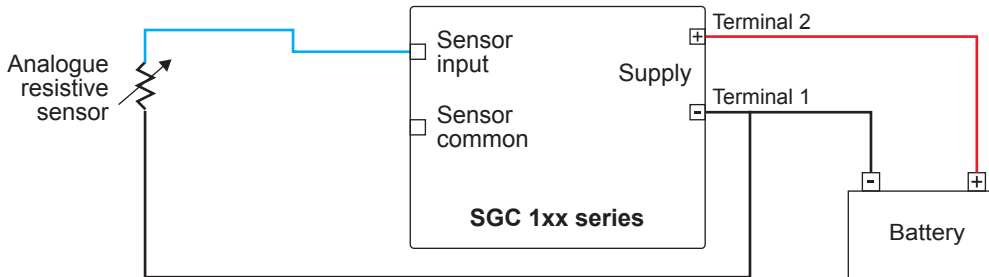 Analogue
resistive
sensor
Sensor
input
Sensor
common
Supply
+
-
SGC 1xx series
Terminal 2
Terminal 1
-
+
Battery